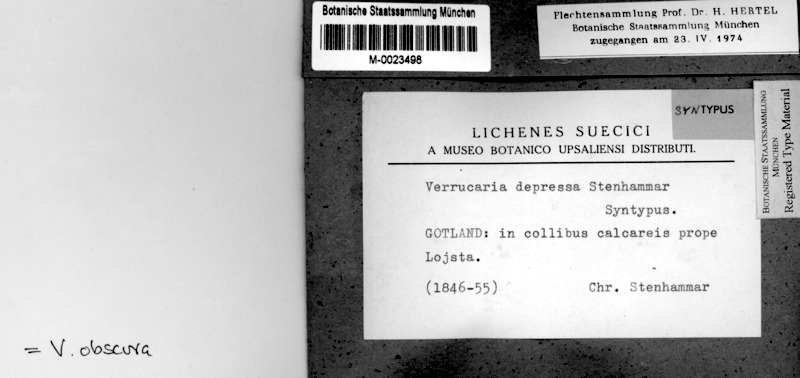 Botanische Staatssammlung München
M-0023498
Flechtensammlung Prof. Dr. H. HERTEL
Botanische Staatssammlung München
zugegangen am 23. IV. 1974
SYNTYPUS
LICHENES SUECICI
A MUSEO BOTANICO UPSALIENSI DISTRIBUTI.
Verrucaria depressa Stenhammar
Syntypus.
GOTLAND: in collibus calcareis prope
Lojsta.
(1846-55) Chr. Stenhammar
BOTANISCHE STAATSSAMMLUNG
MÜNCHEN
Registered Type Material
= V. obscura